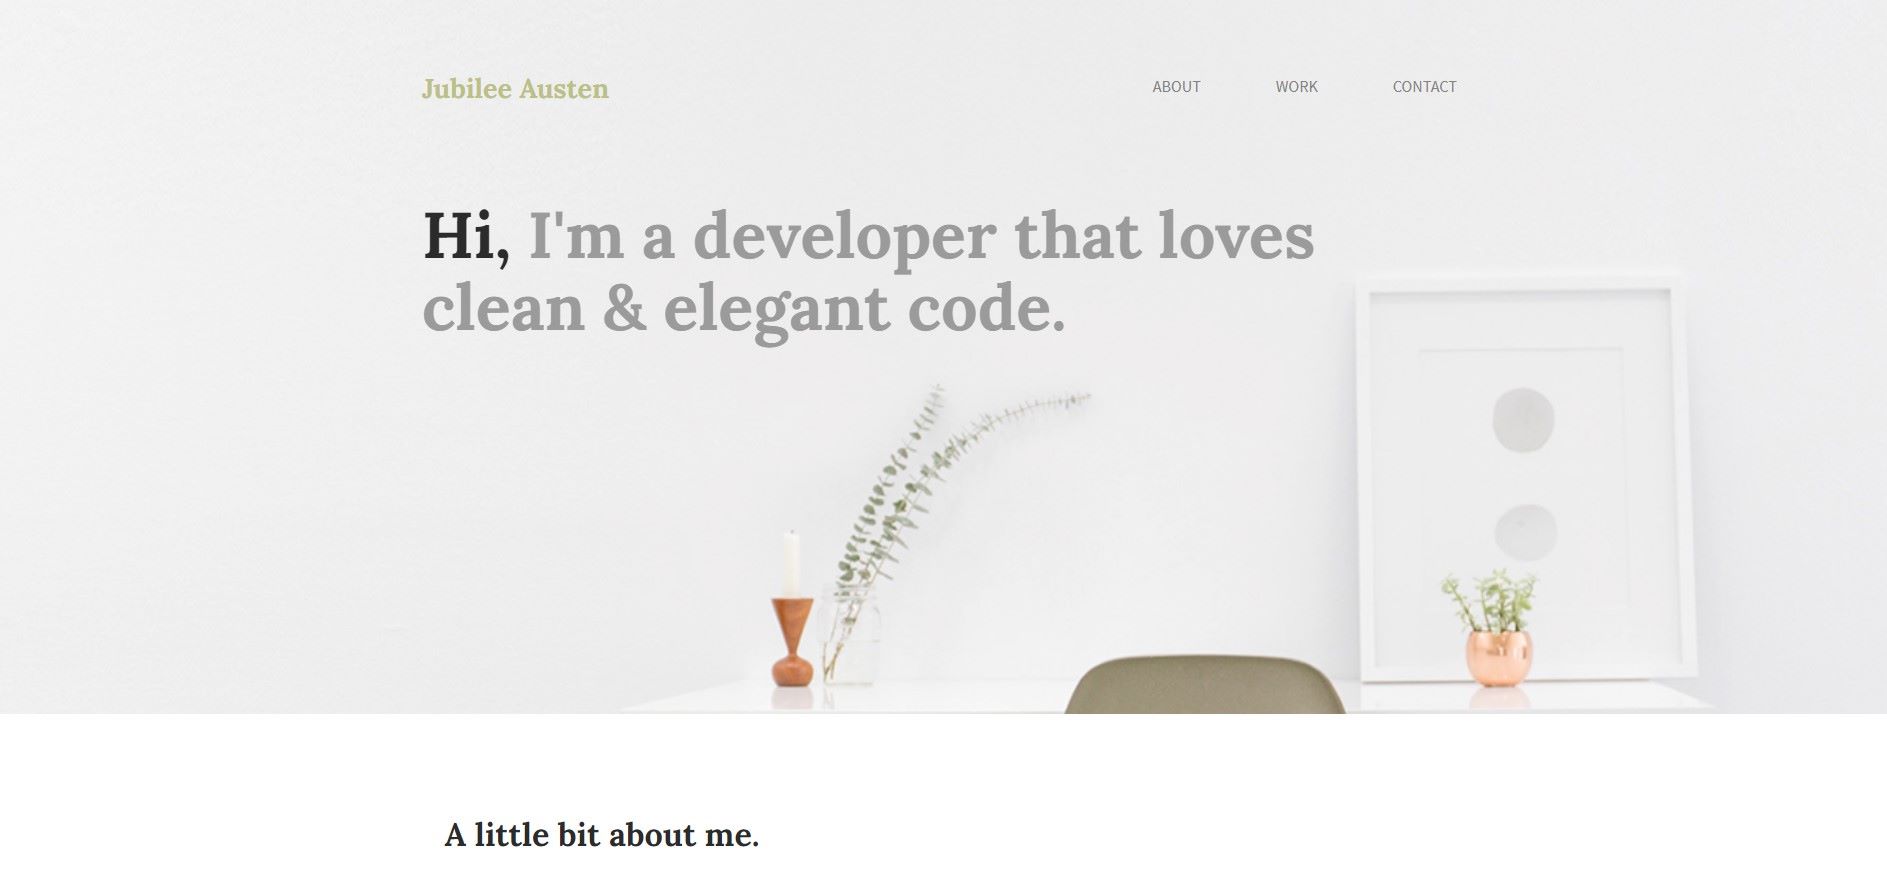 Jubilee Austen
ABOUT WORK CONTACT
Hi, I'm a developer that loves
clean & elegant code.
A little bit about me.